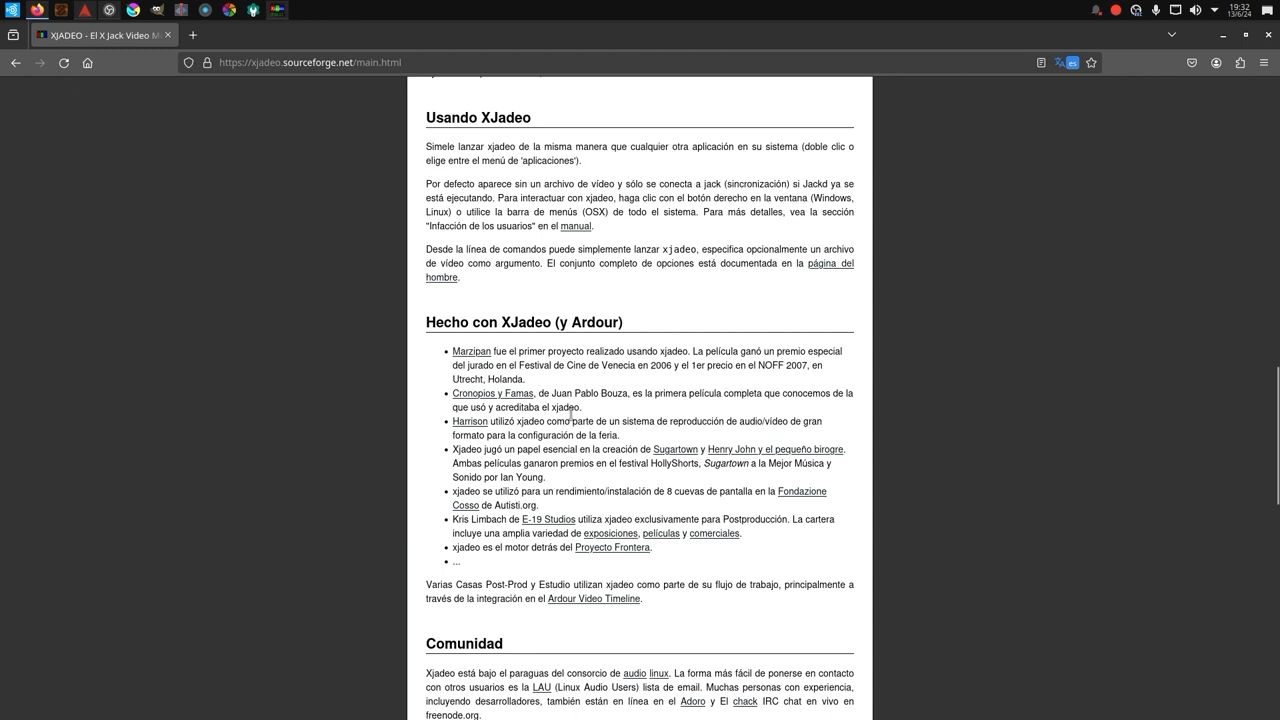 19:32
13/6/24
XJADEO - El X Jack Video M
https://xjadeo.sourceforge.net/main.html
es
Usando XJadeo
Símele lanzar xjadeo de la misma manera que cualquier otra aplicación en su sistema (doble clic o
elige entre el menú de 'aplicaciones').
Por defecto aparece sin un archivo de vídeo y sólo se conecta a jack (sincronización) si Jackd ya se
está ejecutando. Para interactuar con xjadeo, haga clic con el botón derecho en la ventana (Windows,
Linux) o utilice la barra de menús (OSX) de todo el sistema. Para más detalles, vea la sección
"Infacción de los usuarios" en el manual.
Desde la línea de comandos puede simplemente lanzar xjadeo, especifica opcionalmente un archivo
de vídeo como argumento. El conjunto completo de opciones está documentada en la página del
hombre.
Hecho con XJadeo (y Ardour)
• Marzipan fue el primer proyecto realizado usando xjadeo. La película ganó un premio especial
del jurado en el Festival de Cine de Venecia en 2006 y el 1er precio en el NOFF 2007, en
Utrecht, Holanda.
• Cronopios y Famas, de Juan Pablo Bouza, es la primera película completa que conocemos de la
que usó y acreditaba el xjadeo.
• Harrison utilizó xjadeo como parte de un sistema de reproducción de audio/vídeo de gran
formato para la configuración de la feria.
• Xjadeo jugó un papel esencial en la creación de Sugartown y Henry John y el pequeño birogre.
Ambas películas ganaron premios en el festival HollyShorts, Sugartown a la Mejor Música y
Sonido por Ian Young.
• xjadeo se utilizó para un rendimiento/instalación de 8 cuevas de pantalla en la Fondazione
Cosso de Autisti.org.
• Kris Limbach de E-19 Studios utiliza xjadeo exclusivamente para Postproducción. La cartera
incluye una amplia variedad de exposiciones, películas y comerciales.
• xjadeo es el motor detrás del Proyecto Frontera.
• ...
Varias Casas Post-Prod y Estudio utilizan xjadeo como parte de su flujo de trabajo, principalmente a
través de la integración en el Ardour Video Timeline.
Comunidad
Xjadeo está bajo el paraguas del consorcio de audio linux. La forma más fácil de ponerse en contacto
con otros usuarios es la LAU (Linux Audio Users) lista de email. Muchas personas con experiencia,
incluyendo desarrolladores, también están en línea en el Adoro y El chack IRC chat en vivo en
freenode.org.